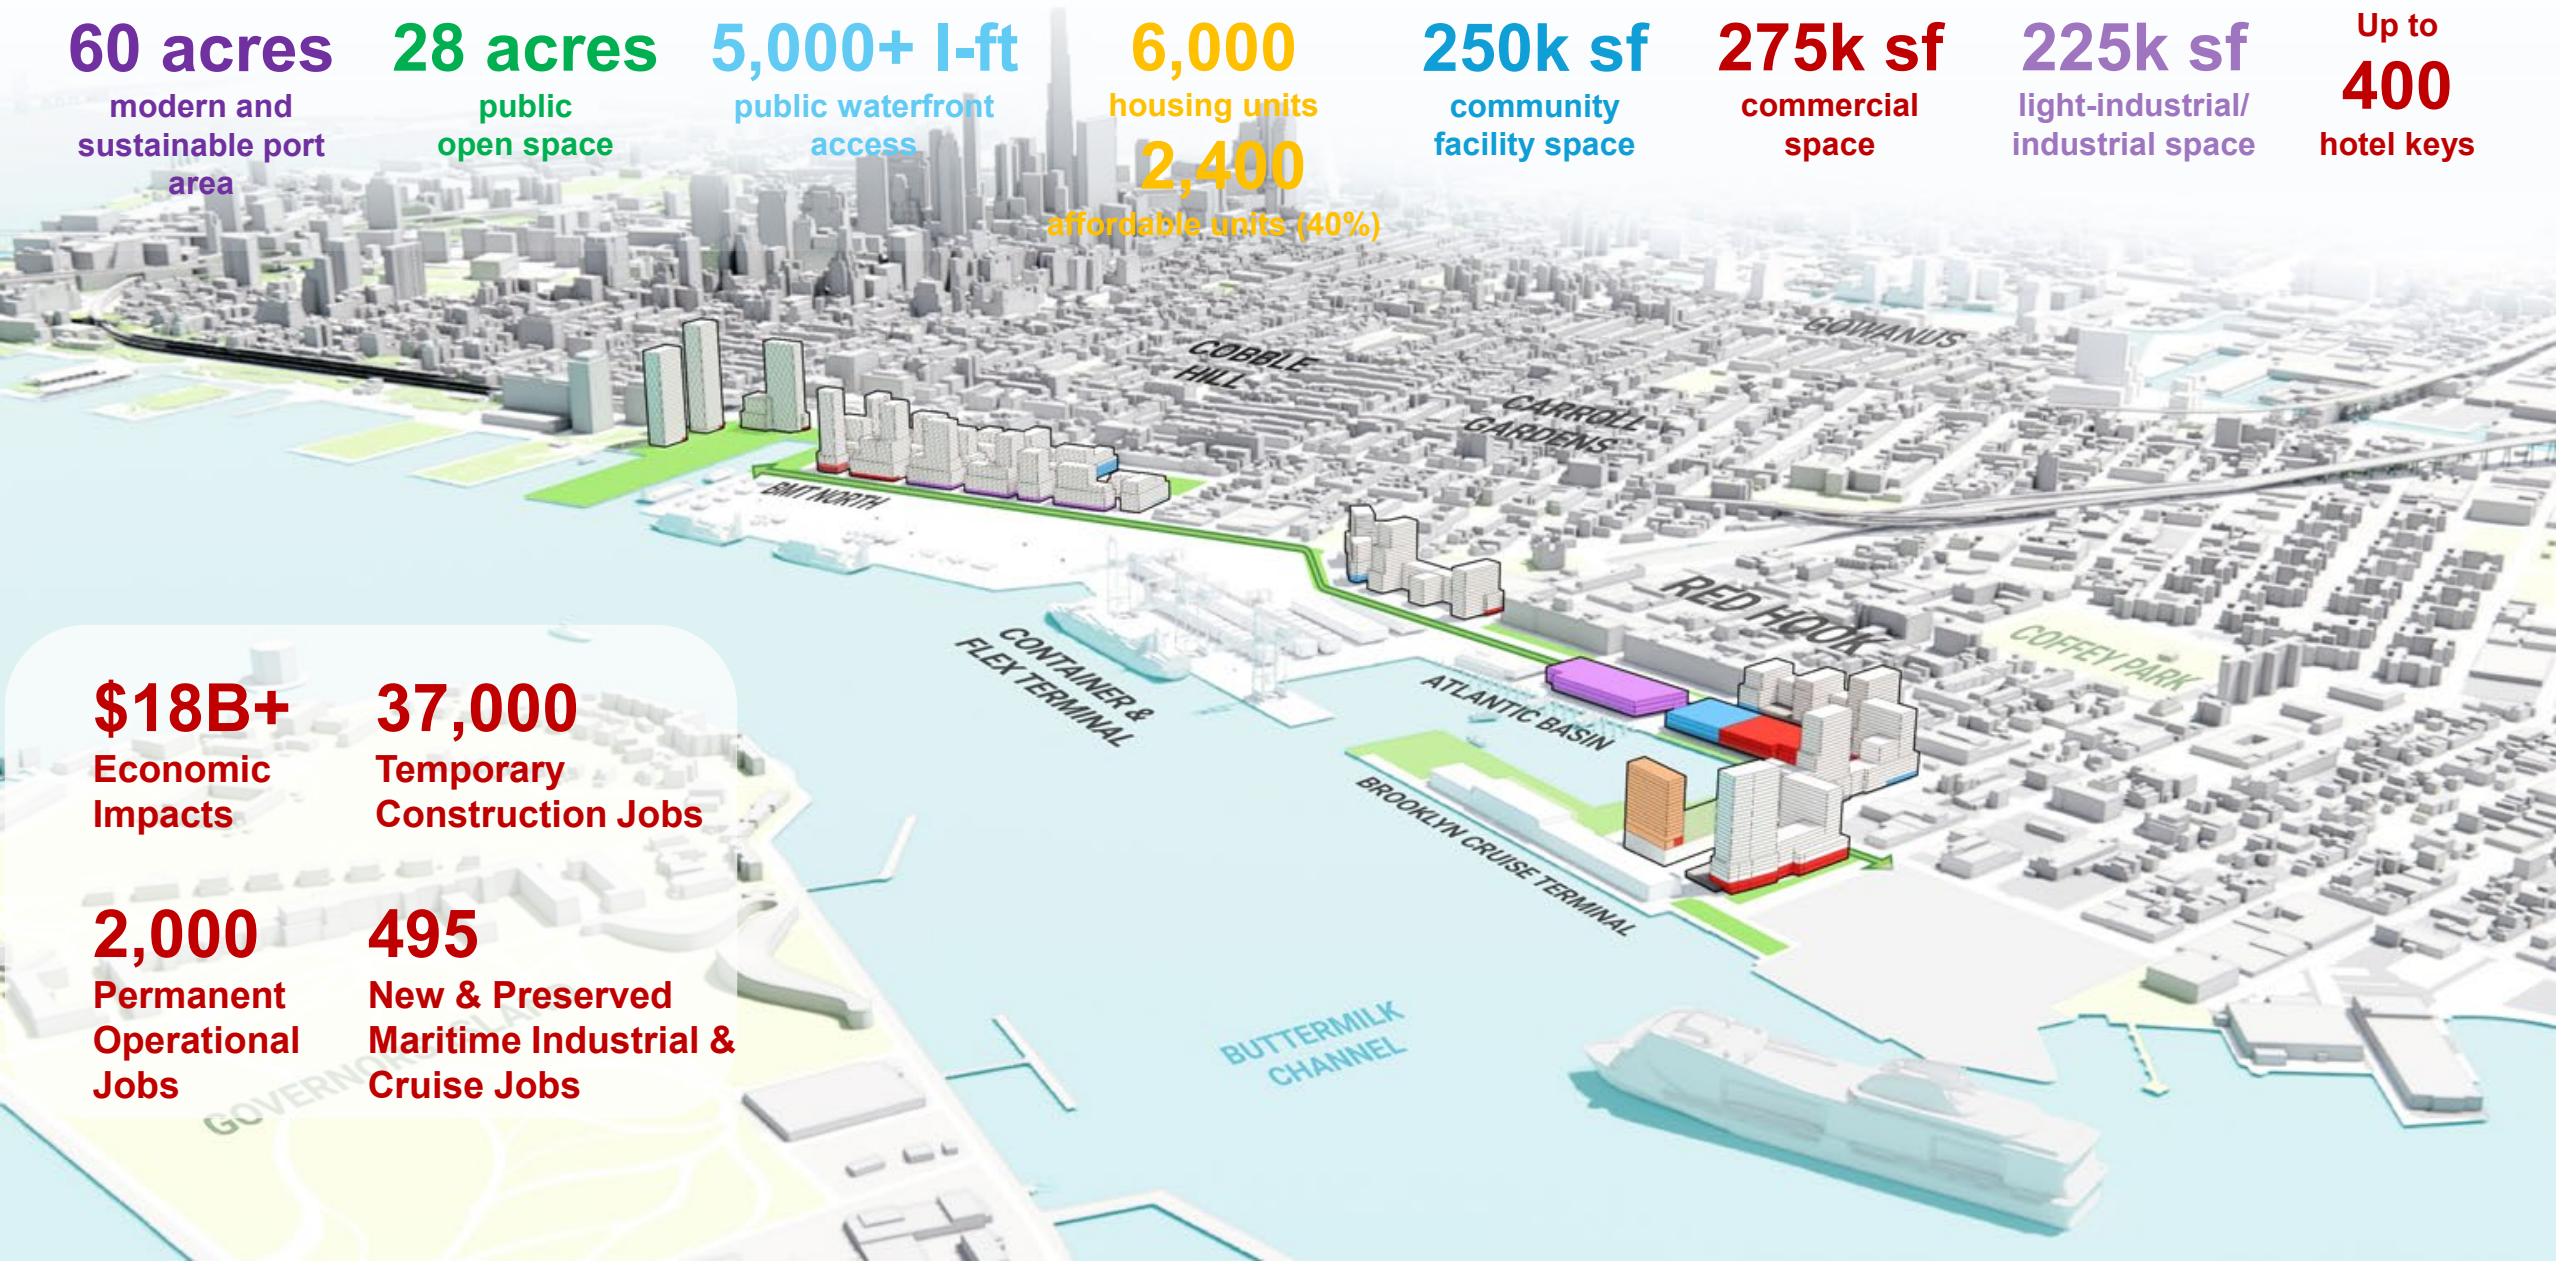 60 acres
modern and
sustainable port
area
28 acres
public
open space
5,000+ l-ft
public waterfront
access
6,000
housing units
2,400
affordable units (40%)
250k sf
community
facility space
275k sf
commercial
space
225k sf
light-industrial/
industrial space
Up to
400
hotel keys
GOWANUS
COBBLE
HILL
CARROLL
GARDENS
BMT NORTH
RED HOOK
COFFEY PARK
CONTAINER &
FLEX TERMINAL
ATLANTIC BASIN
BROOKLYN CRUISE TERMINAL
$18B+
Economic
Impacts
37,000
Temporary
Construction Jobs
2,000
Permanent
Operational
Jobs
495
New & Preserved
Maritime Industrial &
Cruise Jobs
GOVERNORS ISLAND
BUTTERMILK
CHANNEL